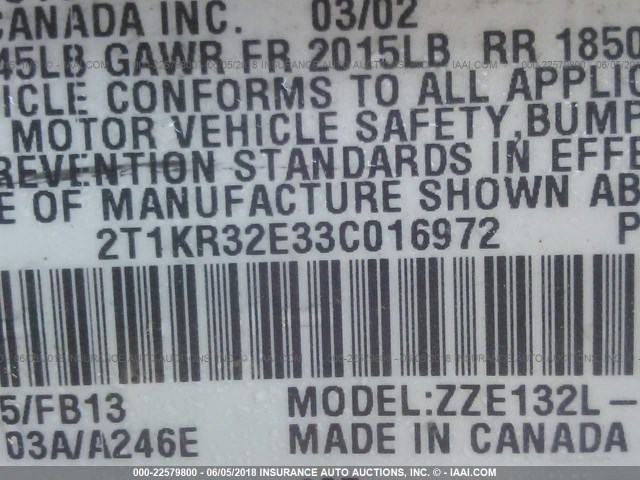 CANADA INC. 03/02
45LB GAWR FR 2015LB RR 1850
ICLE CONFORMS TO ALL APPLIC
MOTOR VEHICLE SAFETY, BUMP
REVENTION STANDARDS IN EFFE
E OF MANUFACTURE SHOWN AB
2T1KR32E33C016972 P
5/FB13 MODEL:ZZE132L-
03A/A246E MADE IN CANADA
000-22579800 - 06/05/2018 - INSURANCE AUTO AUCTIONS, INC. - © - IAAI.COM